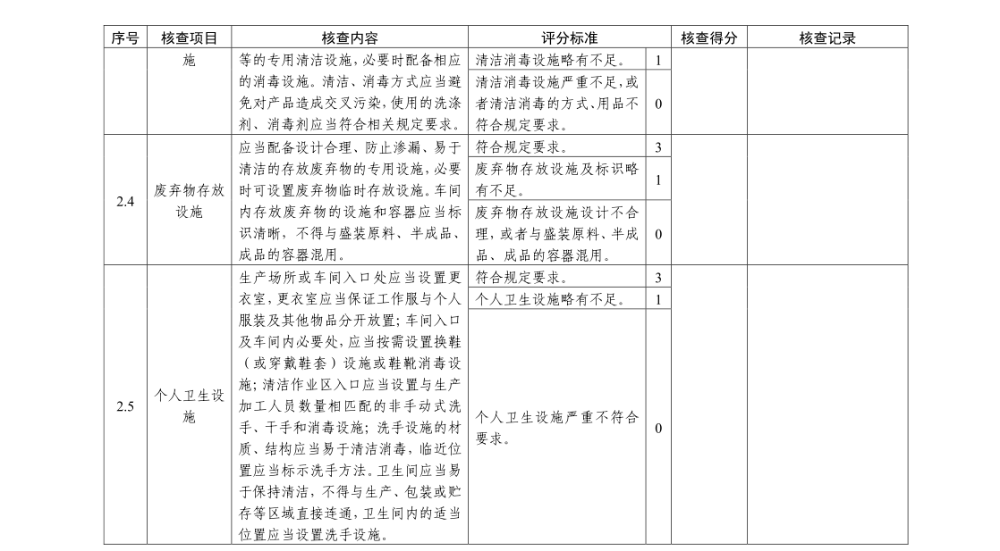 序号 核查项目 核查内容 评分标准 核查得分 核查记录
施
等的专用清洁设施，必要时配备相应
的消毒设施。清洁、消毒方式应当避
免对产品造成交叉污染，使用的洗涤
剂、消毒剂应当符合相关规定要求。
清洁消毒设施略有不足。 1
清洁消毒设施严重不足，或
者清洁消毒的方式、用品不
符合规定要求。
0
2.4
废弃物存放
设施
应当配备设计合理、防止渗漏、易于
清洁的存放废弃物的专用设施，必要
时可设置废弃物临时存放设施。车间
内存放废弃物的设施和容器应当标
识清晰，不得与盛装原料、半成品、
成品的容器混用。
符合规定要求。 3
废弃物存放设施及标识略
有不足。
1
废弃物存放设施设计不合
理，或者与盛装原料、半成
品、成品的容器混用。
0
2.5
个人卫生设
施
生产场所或车间入口处应当设置更
衣室，更衣室应当保证工作服与个人
服装及其他物品分开放置；车间入口
及车间内必要处，应当按需设置换鞋
（或穿戴鞋套）设施或鞋靴消毒设
施；清洁作业区入口应当设置与生产
加工人员数量相匹配的非手动式洗
手、干手和消毒设施；洗手设施的材
质、结构应当易于清洁消毒，临近位
置应当标示洗手方法。卫生间应当易
于保持清洁，不得与生产、包装或贮
存等区域直接连通，卫生间内的适当
位置应当设置洗手设施。
符合规定要求。 3
个人卫生设施略有不足。 1
个人卫生设施严重不符合
要求。
0